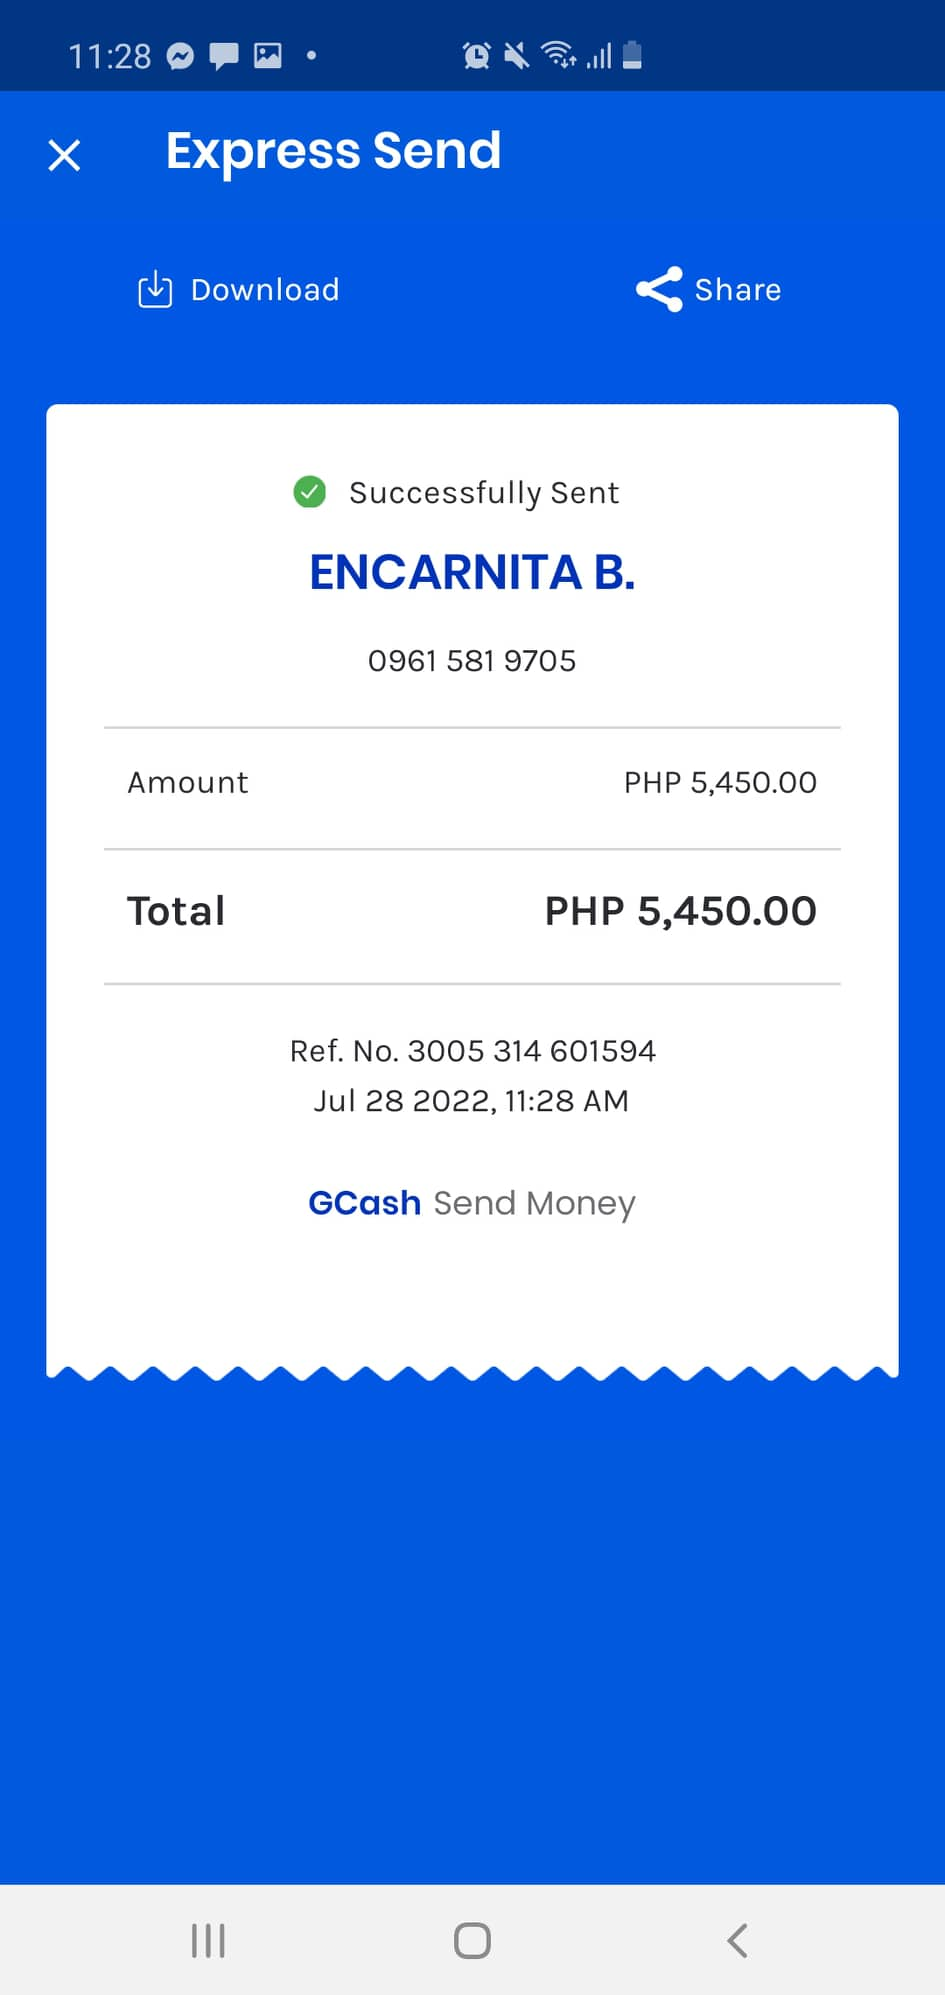 11:28
Express Send
Download Share
Successfully Sent
ENCARNITA B.
0961 581 9705
Amount PHP 5,450.00
Total PHP 5,450.00
Ref. No. 3005 314 601594
Jul 28 2022, 11:28 AM
GCash Send Money